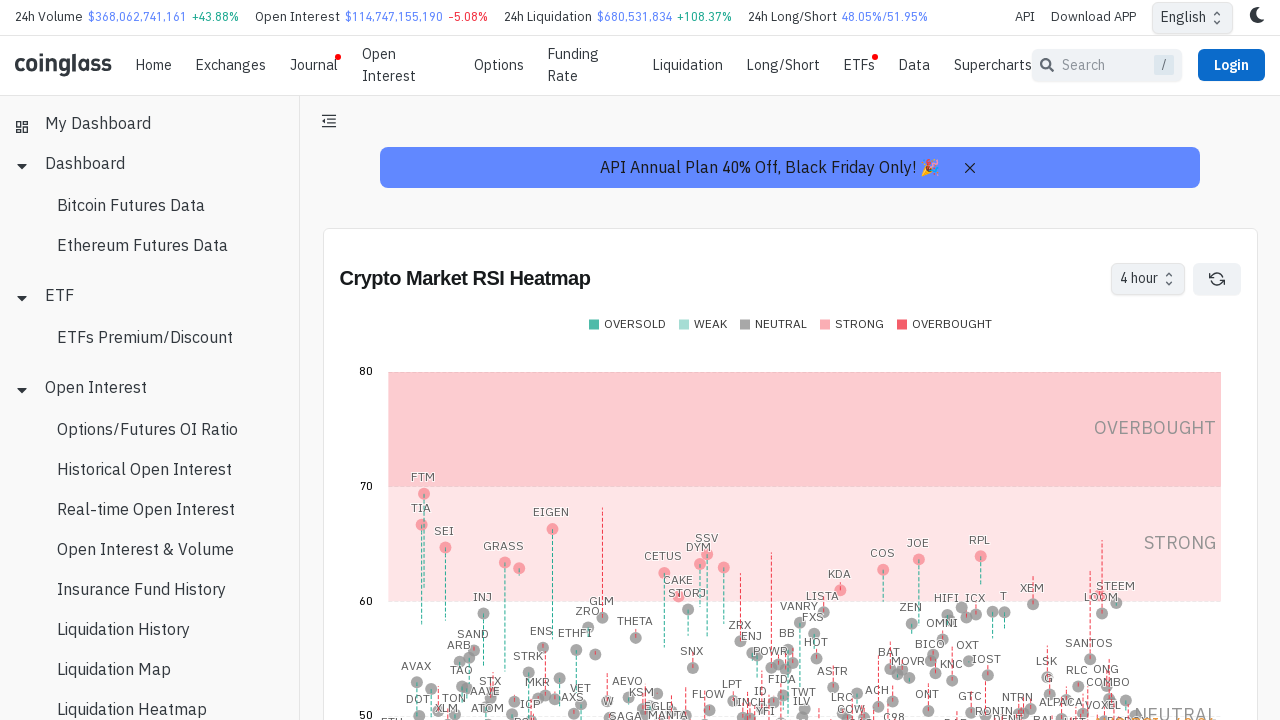 24h Volume $368,062,741,161 +43.88% Open Interest $114,747,155,190 -5.08% 24h Liquidation $680,531,834 +108.37% 24h Long/Short 48.05%/51.95% API Download APP English
coinglass Home Exchanges Journal Open Interest Options Funding Rate Liquidation Long/Short ETFs Data Supercharts Search / Login
My Dashboard
Dashboard
Bitcoin Futures Data
Ethereum Futures Data
ETF
ETFs Premium/Discount
Open Interest
Options/Futures OI Ratio
Historical Open Interest
Real-time Open Interest
Open Interest & Volume
Insurance Fund History
Liquidation History
Liquidation Map
Liquidation Heatmap
API Annual Plan 40% Off, Black Friday Only! 🎉
Crypto Market RSI Heatmap
4 hour
OVERSOLD WEAK NEUTRAL STRONG OVERBOUGHT
80
OVERBOUGHT
FTM
70
TIA
EIGEN
SEI
SSV
RPL
JOE
STRONG
GRASS
DYM
CETUS
COS
KDA
CAKE
STEEM
XEM
STORJ
60
INJ
GLM
LISTA
HIFI ICX
T
LOOM
VANRY
ZEN
ZRO
FXS
THETA
OMNI
ZRX
SAND
ENS
ETHFI
ENJ
BB
ARB
HOT
BICO
OXT
SANTOS
SNX
POWR
BAT
STRK
MOVR
KNC
IOST
LSK
AVAX
TAO
ASTR
RLC
ONG
STX
MKR
VET
AEVO
LPT
FIDA
COMBO
AAVE
KSM
FLOW
ID
TWT
ACH
ONT
GTC
NTRN
DOT
TON
AXS
W
1INCH
ILV
LRC
ALPACA
VOXEL
XLM
ATOM
ICP
EGLD
YFI
COW
RONIN
SAGA
MANTA
C98
DENT
NEUTRAL
50